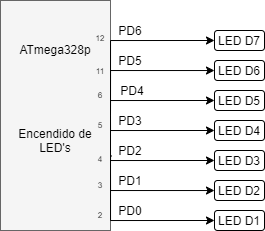 PD6
12
LED D7
ATmega328p
PD5
11
LED D6
PD4
6
LED D5
PD3
5
LED D4
Encendido de
LED's
PD2
4
LED D3
PD1
3
LED D2
PD0
2
LED D1